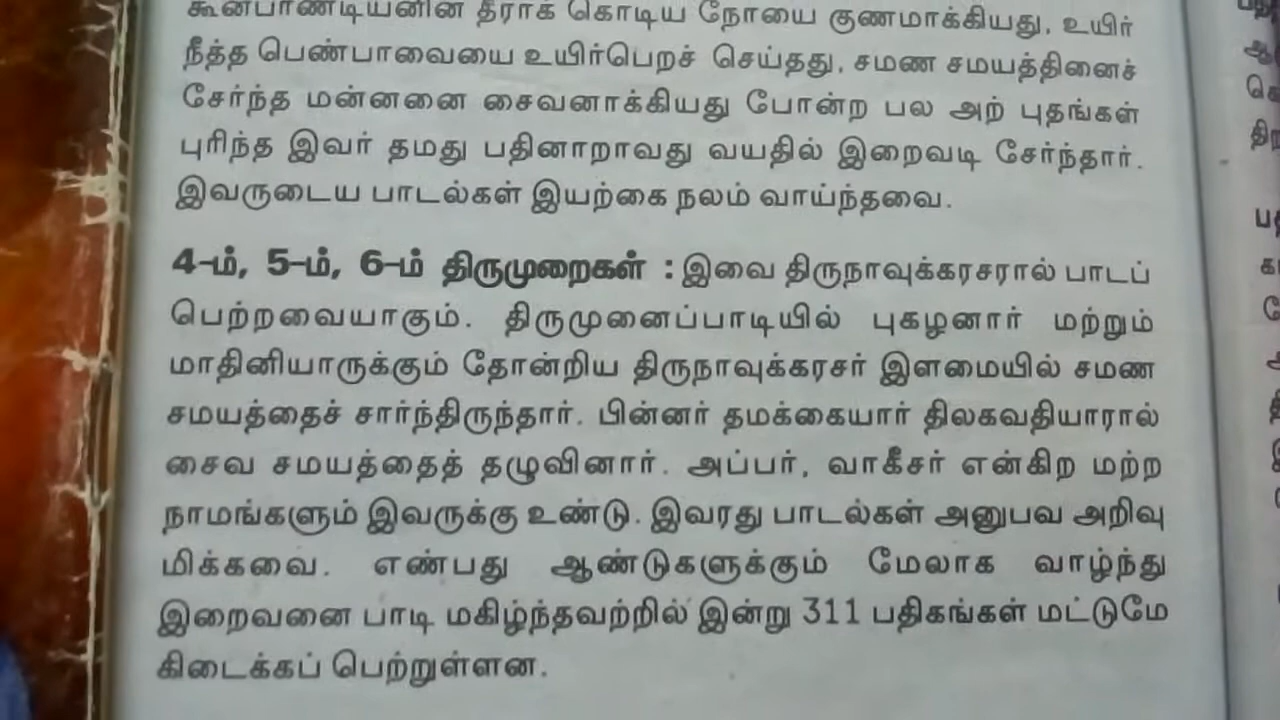 கூன்பாண்டியனின் தீராக் கொடிய நோயை குணமாக்கியது, உயிர்
நீத்த பெண்பாவையை உயிர்பெறச் செய்தது, சமண சமயத்தினைச்
சேர்ந்த மன்னனை சைவனாக்கியது போன்ற பல அற் புதங்கள்
புரிந்த இவர் தமது பதினாறாவது வயதில் இறைவடி சேர்ந்தார்.
இவருடைய பாடல்கள் இயற்கை நலம் வாய்ந்தவை.
4-ம், 5-ம், 6-ம் திருமுறைகள் : இவை திருநாவுக்கரசரால் பாடப்
பெற்றவையாகும். திருமுனைப்பாடியில் புகழனார் மற்றும்
மாதினியாருக்கும் தோன்றிய திருநாவுக்கரசர் இளமையில் சமண
சமயத்தைச் சார்ந்திருந்தார். பின்னர் தமக்கையார் திலகவதியாரால்
சைவ சமயத்தைத் தழுவினார். அப்பர், வாகீசர் என்கிற மற்ற
நாமங்களும் இவருக்கு உண்டு. இவரது பாடல்கள் அனுபவ அறிவு
மிக்கவை. எண்பது ஆண்டுகளுக்கும் மேலாக வாழ்ந்து
இறைவனை பாடி மகிழ்ந்தவற்றில் இன்று 311 பதிகங்கள் மட்டுமே
கிடைக்கப் பெற்றுள்ளன.